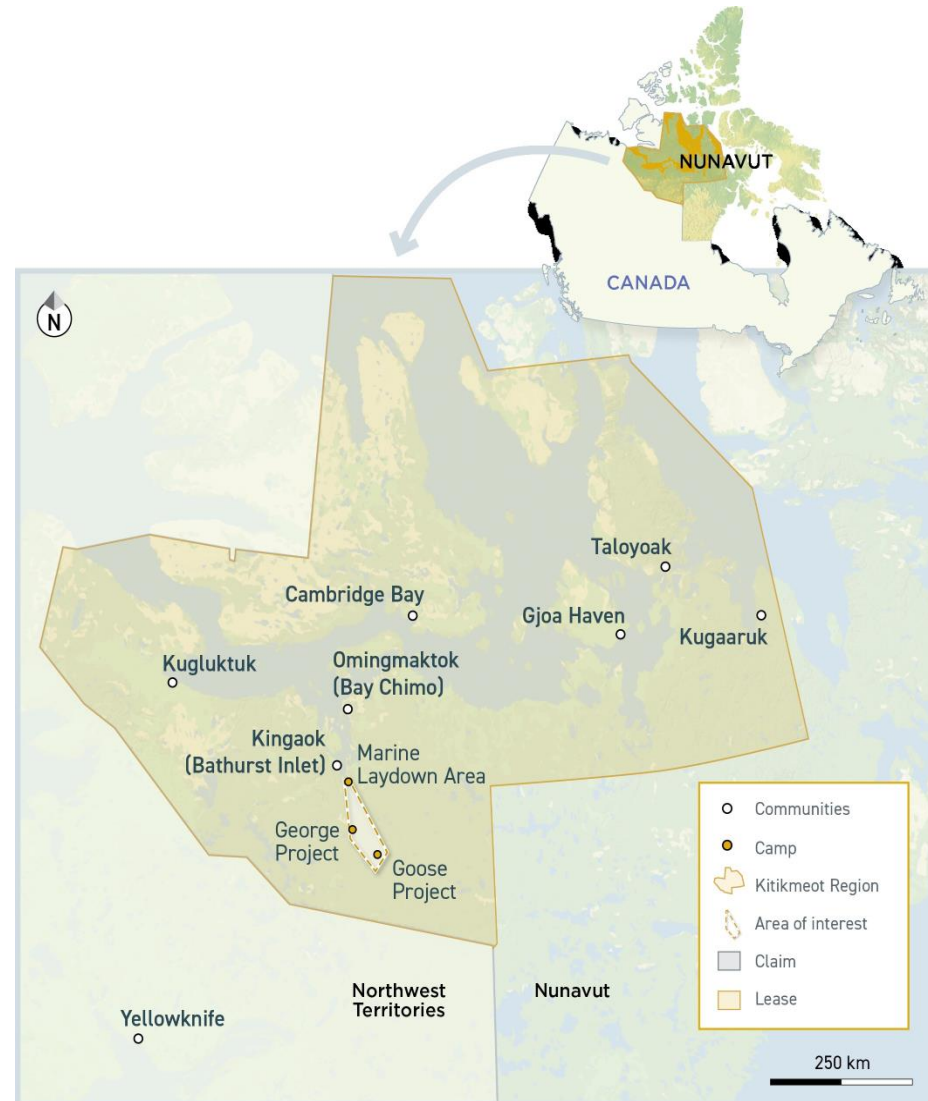 NUNAVUT
CANADA
N
Taloyoak
Cambridge Bay
Gjoa Haven
Kugaaruk
Kugluktuk
Omingmaktok
(Bay Chimo)
Kingaok
(Bathurst Inlet)
Marine
Laydown Area
George
Project
Goose
Project
Communities
Camp
Kitikmeot Region
Area of interest
Claim
Lease
Northwest
Territories
Nunavut
Yellowknife
250 km